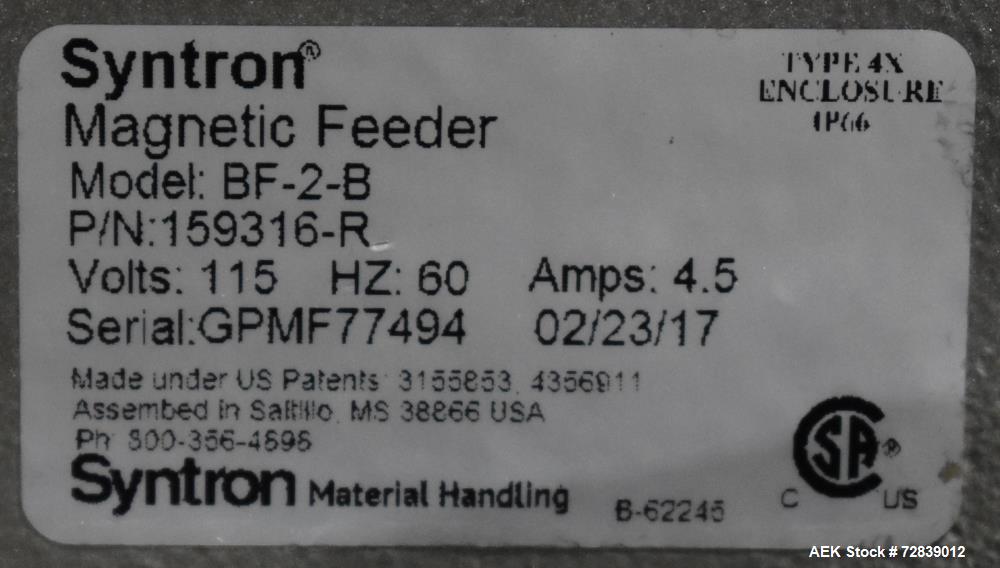 Syntron®
Magnetic Feeder
Model: BF-2-B
P/N:159316-R
Volts: 115 HZ: 60 Amps: 4.5
Serial:GPMF77494 02/23/17
Made under US Patents: 3155853, 4356911
Assembed in Saltillo, MS 38866 USA
Ph: 800-356-4898
Syntron Material Handling
B-62245
TYPE 4X
ENCLOSURE
IP66
CSA®
C US
AEK Stock # 72839012